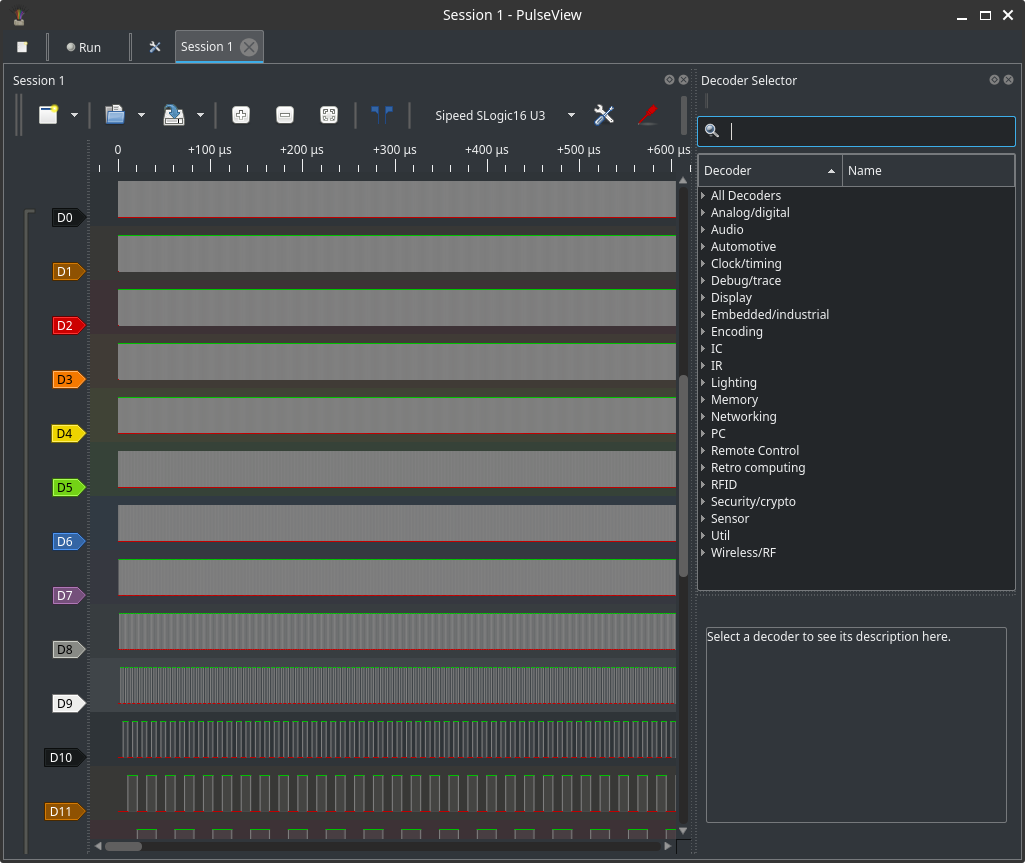 Session 1 - PulseView
Run
Session 1
Session 1
Decoder Selector
Sipeed SLogic16 U3
0 +100 µs +200 µs +300 µs +400 µs +500 µs +600 µs
D0
D1
D2
D3
D4
D5
D6
D7
D8
D9
D10
D11
Decoder Name
All Decoders
Analog/digital
Audio
Automotive
Clock/timing
Debug/trace
Display
Embedded/industrial
Encoding
IC
IR
Lighting
Memory
Networking
PC
Remote Control
Retro computing
RFID
Security/crypto
Sensor
Util
Wireless/RF
Select a decoder to see its description here.